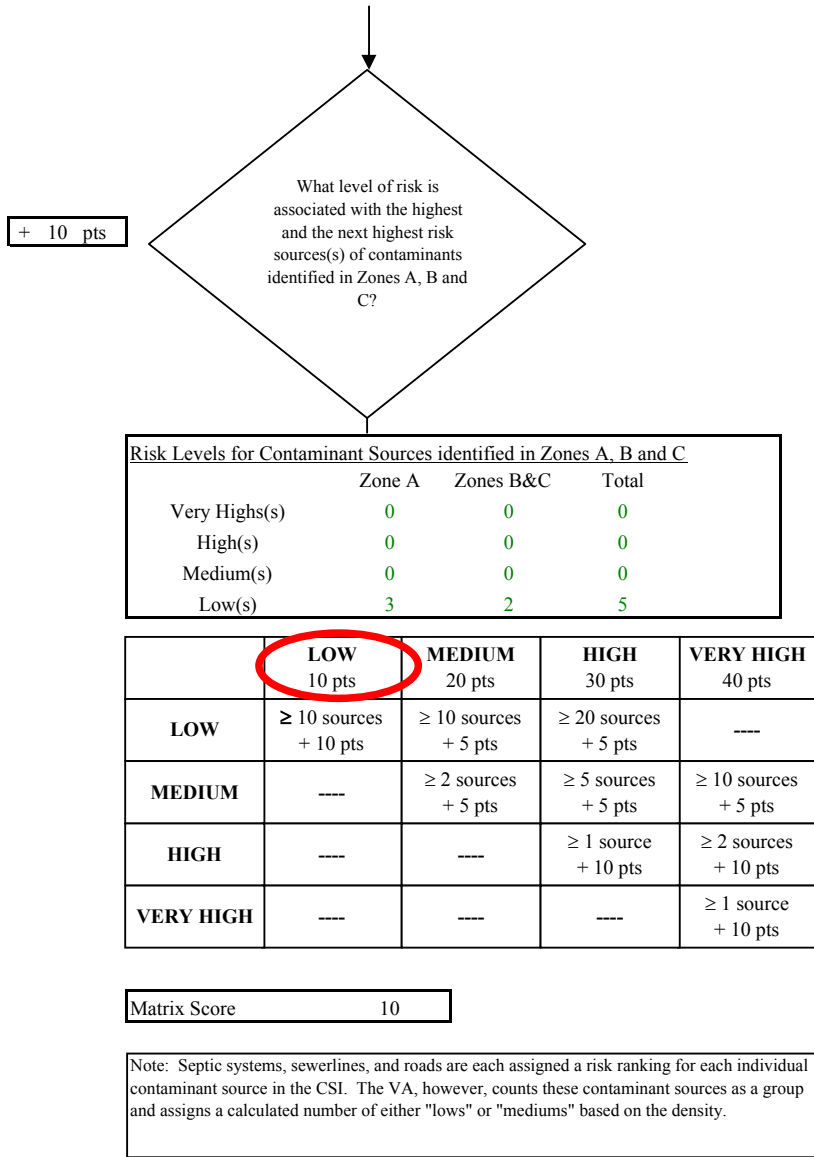 What level of risk is
associated with the highest
and the next highest risk
sources(s) of contaminants
identified in Zones A, B and
C?
+ 10 pts
Risk Levels for Contaminant Sources identified in Zones A, B and C
Zone A Zones B&C Total
Very Highs(s) 0 0 0
High(s) 0 0 0
Medium(s) 0 0 0
Low(s) 3 2 5
LOW MEDIUM HIGH VERY HIGH
10 pts 20 pts 30 pts 40 pts
LOW ≥ 10 sources ≥ 10 sources ≥ 20 sources ----
+ 10 pts + 5 pts + 5 pts
MEDIUM ---- ≥ 2 sources ≥ 5 sources ≥ 10 sources
+ 5 pts + 5 pts + 5 pts
HIGH ---- ---- ≥ 1 source ≥ 2 sources
+ 10 pts + 10 pts
VERY HIGH ---- ---- ---- ≥ 1 source
+ 10 pts
Matrix Score 10
Note: Septic systems, sewerlines, and roads are each assigned a risk ranking for each individual
contaminant source in the CSI. The VA, however, counts these contaminant sources as a group
and assigns a calculated number of either "lows" or "mediums" based on the density.